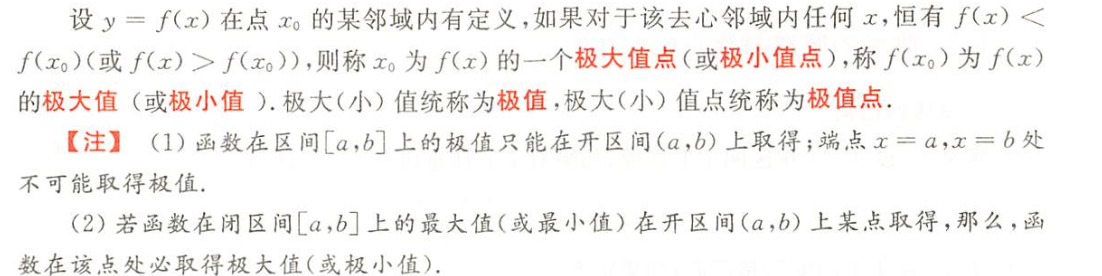 设 y = f(x) 在点 x₀ 的某邻域内有定义,如果对于该去心邻域内任何 x,恒有 f(x) <
f(x₀)(或 f(x) > f(x₀)),则称 x₀ 为 f(x) 的一个极大值点(或极小值点),称 f(x₀) 为 f(x)
的极大值 (或极小值 ).极大(小) 值统称为极值,极大(小) 值点统称为极值点.
【注】 (1) 函数在区间[a,b]上的极值只能在开区间(a,b) 上取得;端点 x = a,x = b 处
不可能取得极值.
(2) 若函数在闭区间[a,b]上的最大值(或最小值) 在开区间(a,b) 上某点取得,那么,函
数在该点处必取得极大值(或极小值).